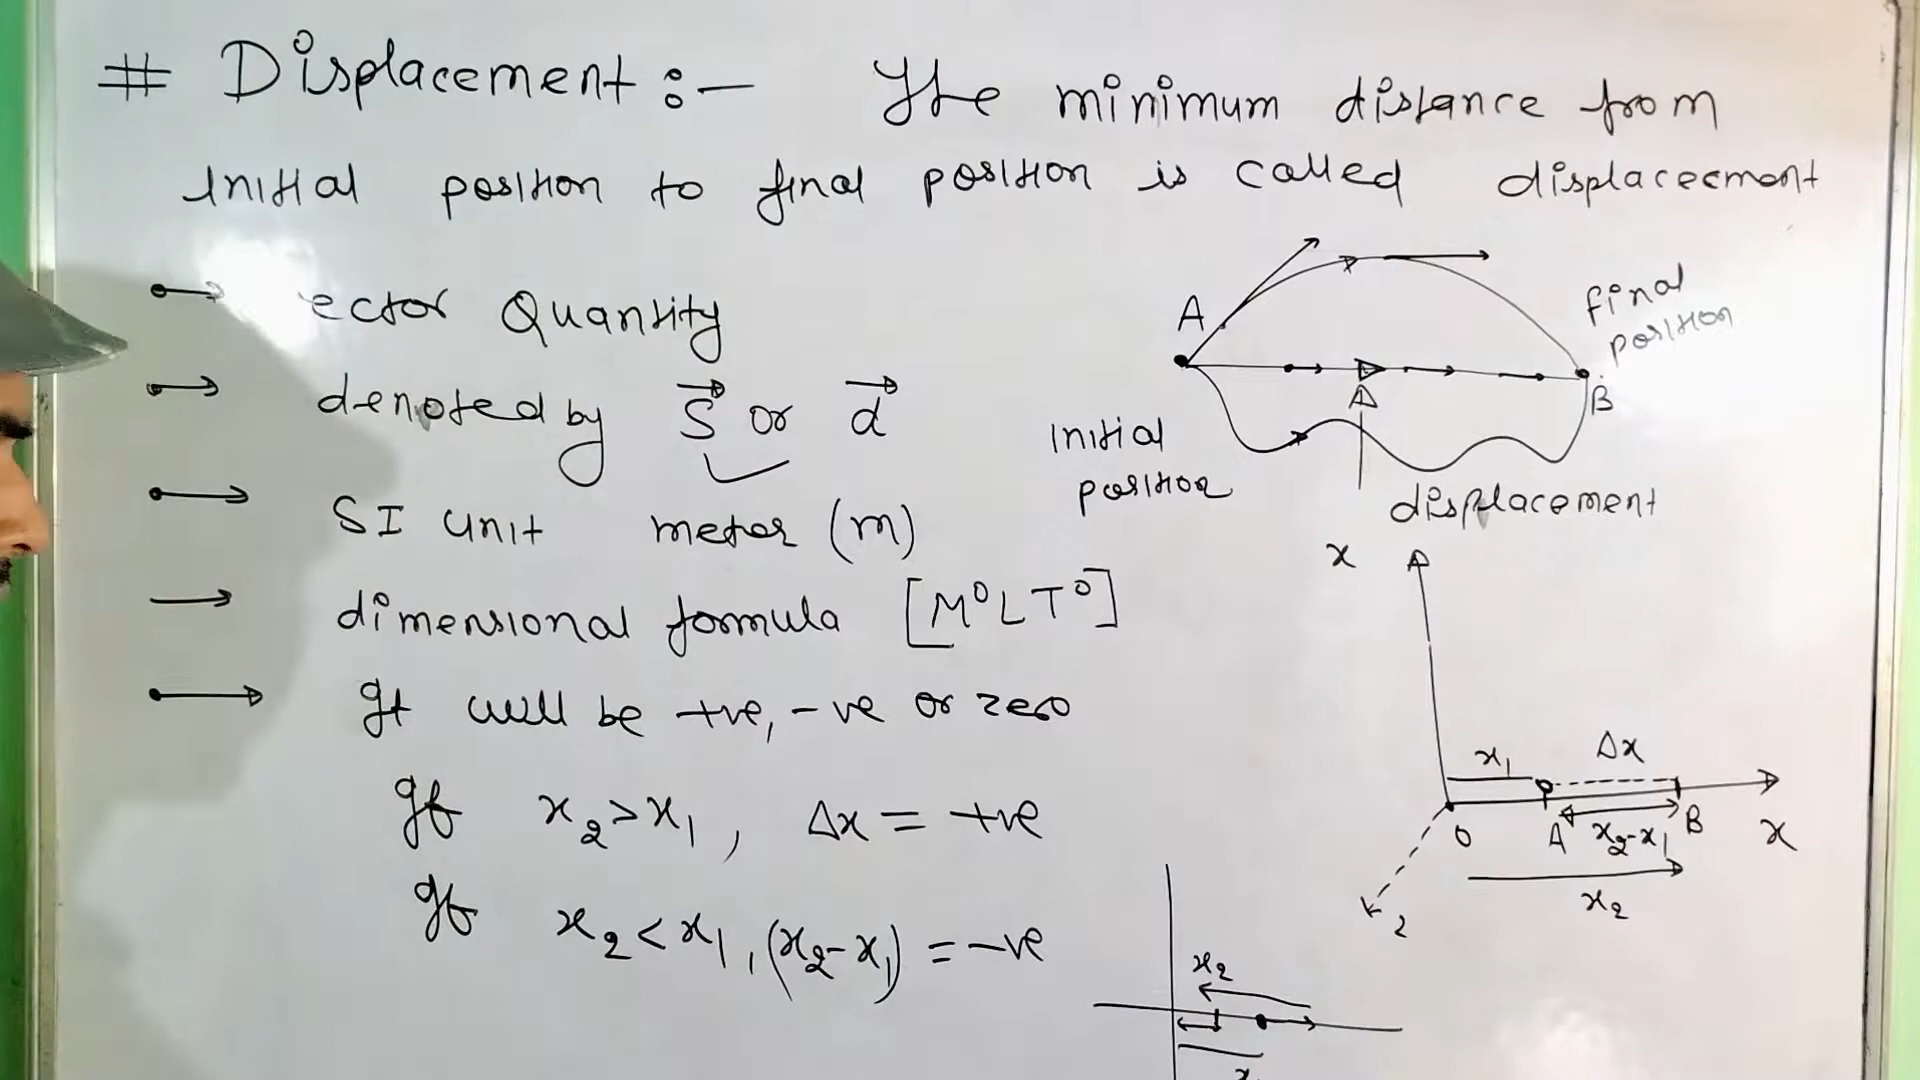 # Displacement :- The minimum distance from
initial position to final position is called displacecment
ector Quantity
denoted by S⃗ or d⃗
SI unit meter (m)
dimensional formula [M⁰LT⁰]
It will be +ve, -ve or zero
If x₂>x₁, Δx = +ve
If x₂<x₁, (x₂-x₁) = -ve
A
final
position
B
Initial
position
displacement
x
x₁ Δx
O A x₂-x₁ B x
x₂
2
x₂